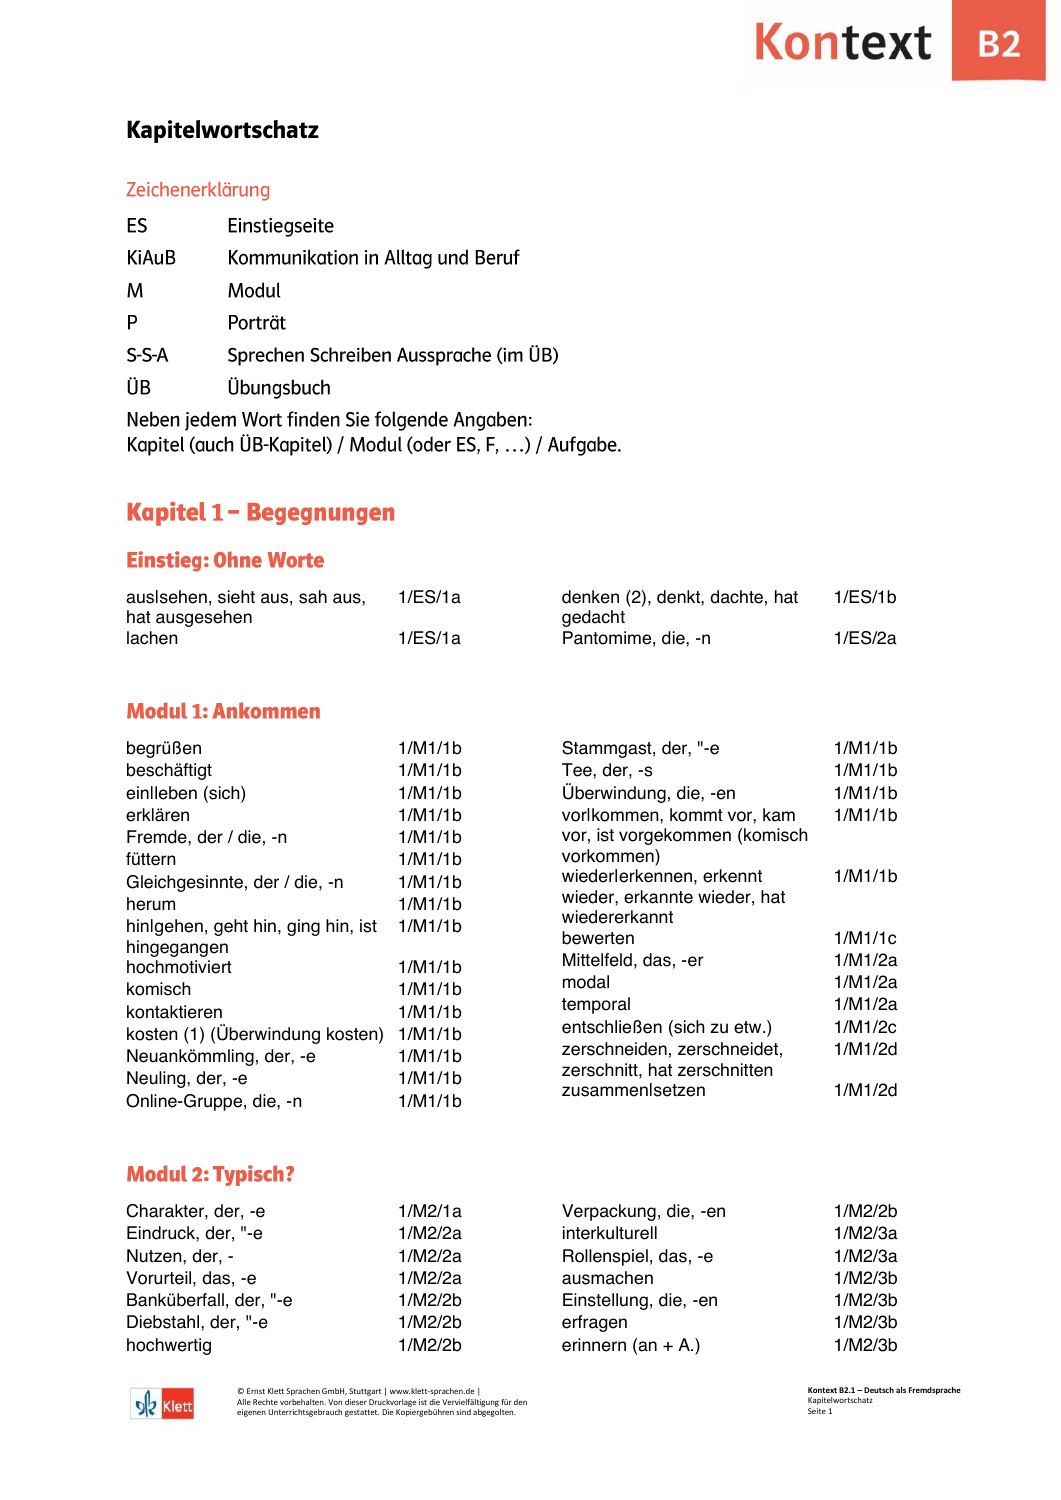 Kontext B2
Kapitelwortschatz
Zeichenerklärung
ES Einstiegseite
KiAuB Kommunikation in Alltag und Beruf
M Modul
P Porträt
S-S-A Sprechen Schreiben Aussprache (im ÜB)
ÜB Übungsbuch
Neben jedem Wort finden Sie folgende Angaben:
Kapitel (auch ÜB-Kapitel) / Modul (oder ES, F, …) / Aufgabe.
Kapitel 1 – Begegnungen
Einstieg: Ohne Worte
auslsehen, sieht aus, sah aus, 1/ES/1a
hat ausgesehen
lachen 1/ES/1a
denken (2), denkt, dachte, hat 1/ES/1b
gedacht
Pantomime, die, -n 1/ES/2a
Modul 1: Ankommen
begrüßen 1/M1/1b
beschäftigt 1/M1/1b
einlleben (sich) 1/M1/1b
erklären 1/M1/1b
Fremde, der / die, -n 1/M1/1b
füttern 1/M1/1b
Gleichgesinnte, der / die, -n 1/M1/1b
herum 1/M1/1b
hinlgehen, geht hin, ging hin, ist 1/M1/1b
hingegangen
hochmotiviert 1/M1/1b
komisch 1/M1/1b
kontaktieren 1/M1/1b
kosten (1) (Überwindung kosten) 1/M1/1b
Neuankömmling, der, -e 1/M1/1b
Neuling, der, -e 1/M1/1b
Online-Gruppe, die, -n 1/M1/1b
Stammgast, der, "-e 1/M1/1b
Tee, der, -s 1/M1/1b
Überwindung, die, -en 1/M1/1b
vorlkommen, kommt vor, kam 1/M1/1b
vor, ist vorgekommen (komisch
vorkommen)
wiederlerkennen, erkennt 1/M1/1b
wieder, erkannte wieder, hat
wiedererkannt
bewerten 1/M1/1c
Mittelfeld, das, -er 1/M1/2a
modal 1/M1/2a
temporal 1/M1/2a
entschließen (sich zu etw.) 1/M1/2c
zerschneiden, zerschneidet, 1/M1/2d
zerschnitt, hat zerschnitten
zusammenlsetzen 1/M1/2d
Modul 2: Typisch?
Charakter, der, -e 1/M2/1a
Eindruck, der, "-e 1/M2/2a
Nutzen, der, - 1/M2/2a
Vorurteil, das, -e 1/M2/2a
Banküberfall, der, "-e 1/M2/2b
Diebstahl, der, "-e 1/M2/2b
hochwertig 1/M2/2b
Verpackung, die, -en 1/M2/2b
interkulturell 1/M2/3a
Rollenspiel, das, -e 1/M2/3a
ausmachen 1/M2/3b
Einstellung, die, -en 1/M2/3b
erfragen 1/M2/3b
erinnern (an + A.) 1/M2/3b
Klett
© Ernst Klett Sprachen GmbH, Stuttgart | www.klett-sprachen.de |
Alle Rechte vorbehalten. Von dieser Druckvorlage ist die Vervielfältigung für den
eigenen Unterrichtsgebrauch gestattet. Die Kopiergebühren sind abgegolten.
Kontext B2.1 – Deutsch als Fremdsprache
Kapitelwortschatz
Seite 1